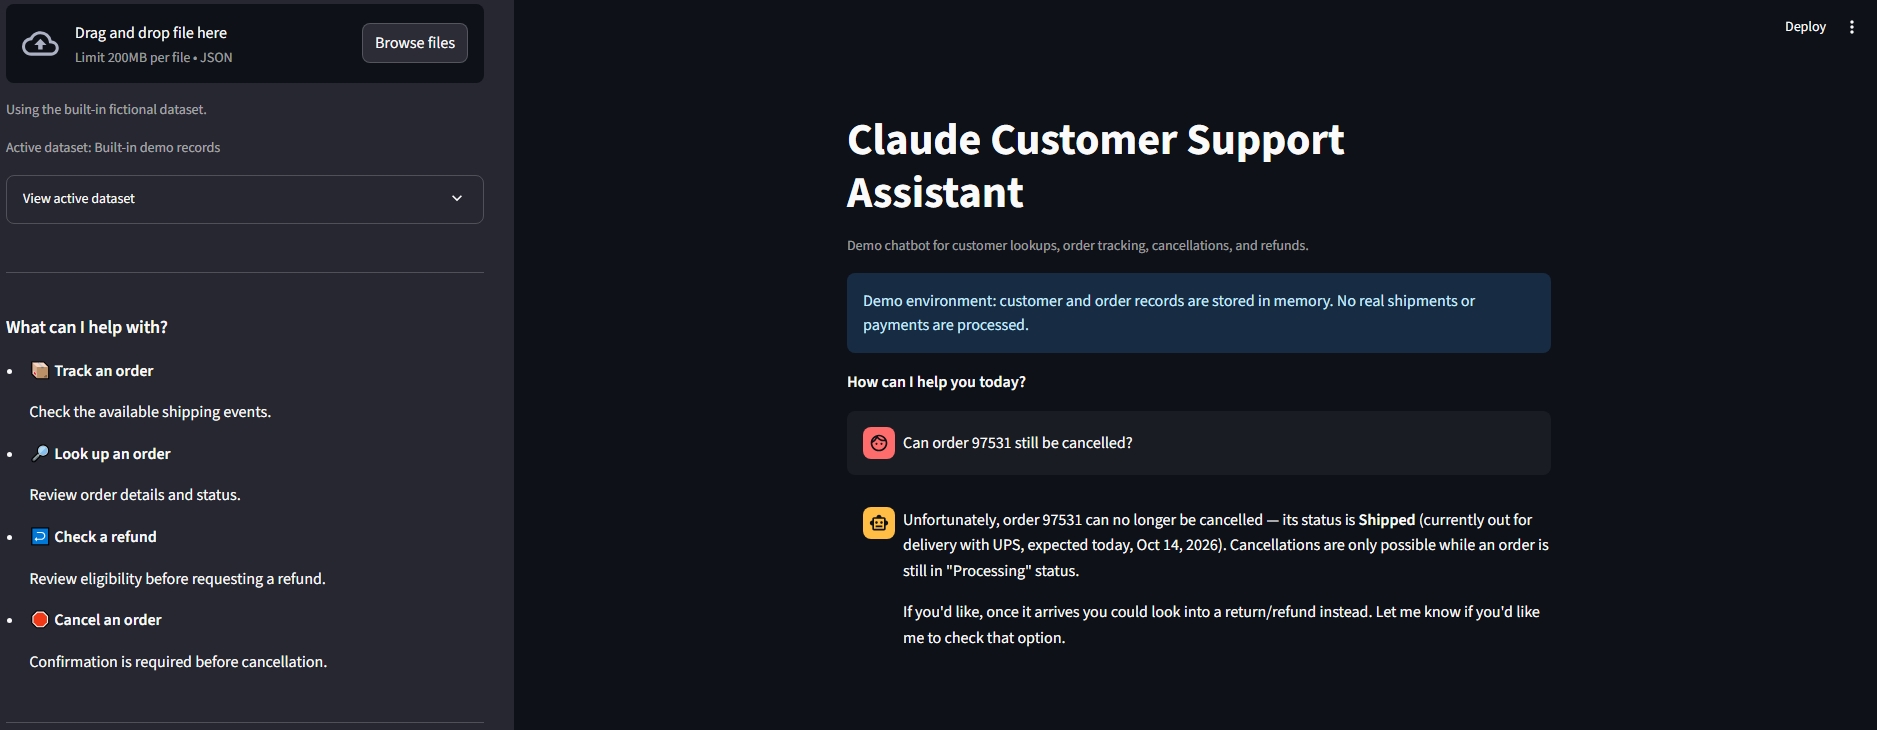 Drag and drop file here
Limit 200MB per file • JSON
Browse files
Using the built-in fictional dataset.
Active dataset: Built-in demo records
View active dataset
What can I help with?
• 📦 Track an order
Check the available shipping events.
• 🔎 Look up an order
Review order details and status.
• ↩️ Check a refund
Review eligibility before requesting a refund.
• 🛑 Cancel an order
Confirmation is required before cancellation.
Deploy
Claude Customer Support
Assistant
Demo chatbot for customer lookups, order tracking, cancellations, and refunds.
Demo environment: customer and order records are stored in memory. No real shipments or
payments are processed.
How can I help you today?
Can order 97531 still be cancelled?
Unfortunately, order 97531 can no longer be cancelled — its status is Shipped (currently out for
delivery with UPS, expected today, Oct 14, 2026). Cancellations are only possible while an order is
still in "Processing" status.
If you'd like, once it arrives you could look into a return/refund instead. Let me know if you'd like
me to check that option.